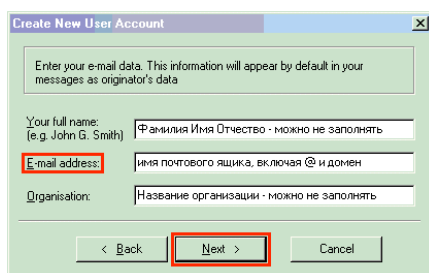 Create New User Account
Enter your e-mail data. This information will appear by default in your
messages as originator's data
Your full name:
(e.g. John G. Smith)
Фамилия Имя Отчество - можно не заполнять
E-mail address:
имя почтового ящика, включая @ и домен
Organisation:
Название организации - можно не заполнять
< Back
Next >
Cancel